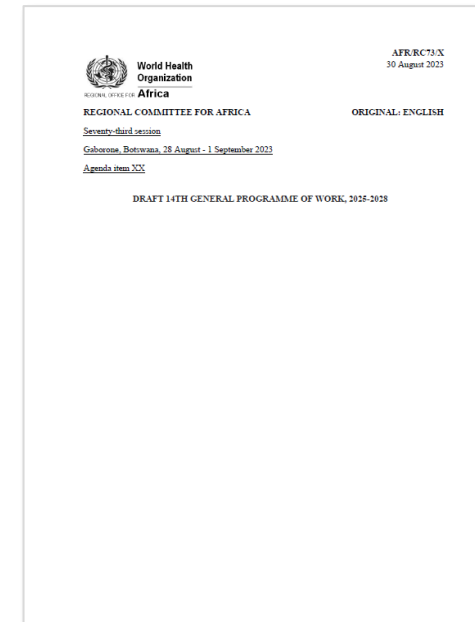 AFR/RC73/X
30 August 2023
World Health
Organization
REGIONAL OFFICE FOR Africa
REGIONAL COMMITTEE FOR AFRICA ORIGINAL: ENGLISH
Seventy-third session
Gaborone, Botswana, 28 August - 1 September 2023
Agenda item XX
DRAFT 14TH GENERAL PROGRAMME OF WORK, 2025-2028